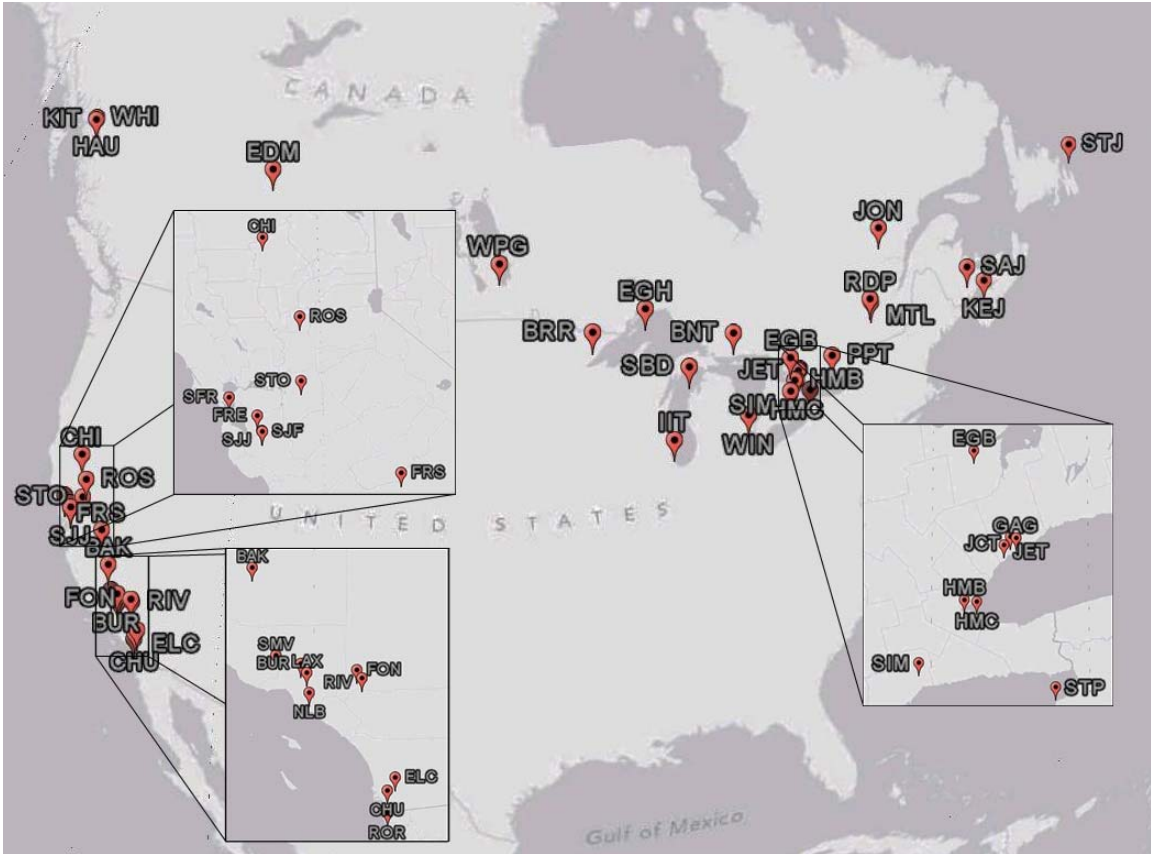 CANADA
KIT WHI
HAU
EDM
STJ
JON
WPG
SAJ
KEJ
RDP
MTL
EGH
BRR
BNT
EGB
PPT
SBD
JET
HMB
SIM
HMC
IIT
WIN
CHI
ROS
STO
SFR
FRE
SJJ
SJF
FRS
CHI
ROS
STO
FRS
SJJ
BAK
FON
RIV
BUR
ELC
CHU
UNITED STATES
EGB
GAG
JCT
JET
HMB
HMC
SIM
STP
BAK
SMV
BUR
LAX
FON
RIV
NLB
ELC
CHU
ROR
Gulf of Mexico